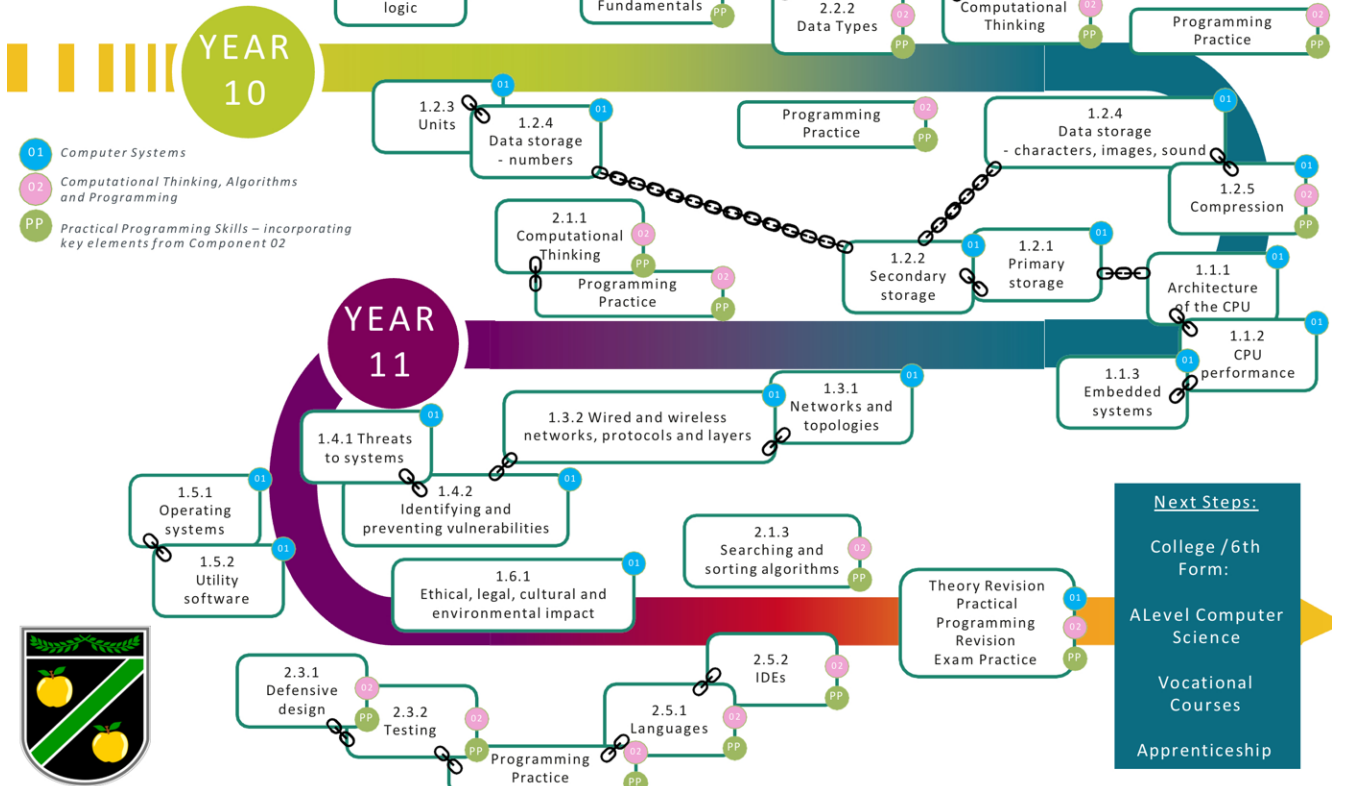 logic
Fundamentals
PP
2.2.2
Data Types
02
PP
Computational
Thinking
02
PP
Programming
Practice
02
PP
YEAR
10
01
Computer Systems
02
Computational Thinking, Algorithms
and Programming
PP
Practical Programming Skills – incorporating
key elements from Component 02
1.2.3
Units
01
1.2.4
Data storage
- numbers
01
Programming
Practice
02
PP
1.2.4
Data storage
- characters, images, sound
01
1.2.5
Compression
01
02
PP
2.1.1
Computational
Thinking
02
PP
Programming
Practice
02
PP
1.2.2
Secondary
storage
01
1.2.1
Primary
storage
01
1.1.1
Architecture
of the CPU
01
1.1.2
CPU
performance
01
1.1.3
Embedded
systems
01
YEAR
11
1.3.1
Networks and
topologies
01
1.3.2 Wired and wireless
networks, protocols and layers
01
1.4.1 Threats
to systems
01
1.4.2
Identifying and
preventing vulnerabilities
01
1.5.1
Operating
systems
01
1.5.2
Utility
software
01
1.6.1
Ethical, legal, cultural and
environmental impact
01
2.1.3
Searching and
sorting algorithms
02
PP
2.3.1
Defensive
design
02
PP
2.3.2
Testing
02
PP
Programming
Practice
02
PP
2.5.1
Languages
02
PP
2.5.2
IDEs
02
PP
Theory Revision
Practical
Programming
Revision
Exam Practice
01
02
PP
Next Steps:
College /6th
Form:
ALevel Computer
Science
Vocational
Courses
Apprenticeship